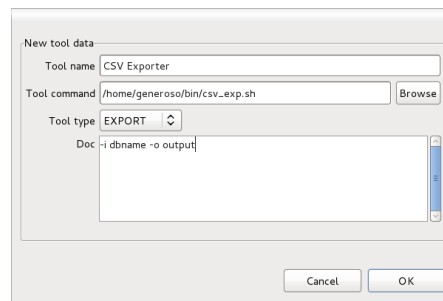 New tool data
Tool name CSV Exporter
Tool command /home/generoso/bin/csv_exp.sh Browse
Tool type EXPORT
Doc -i dbname -o output
Cancel OK